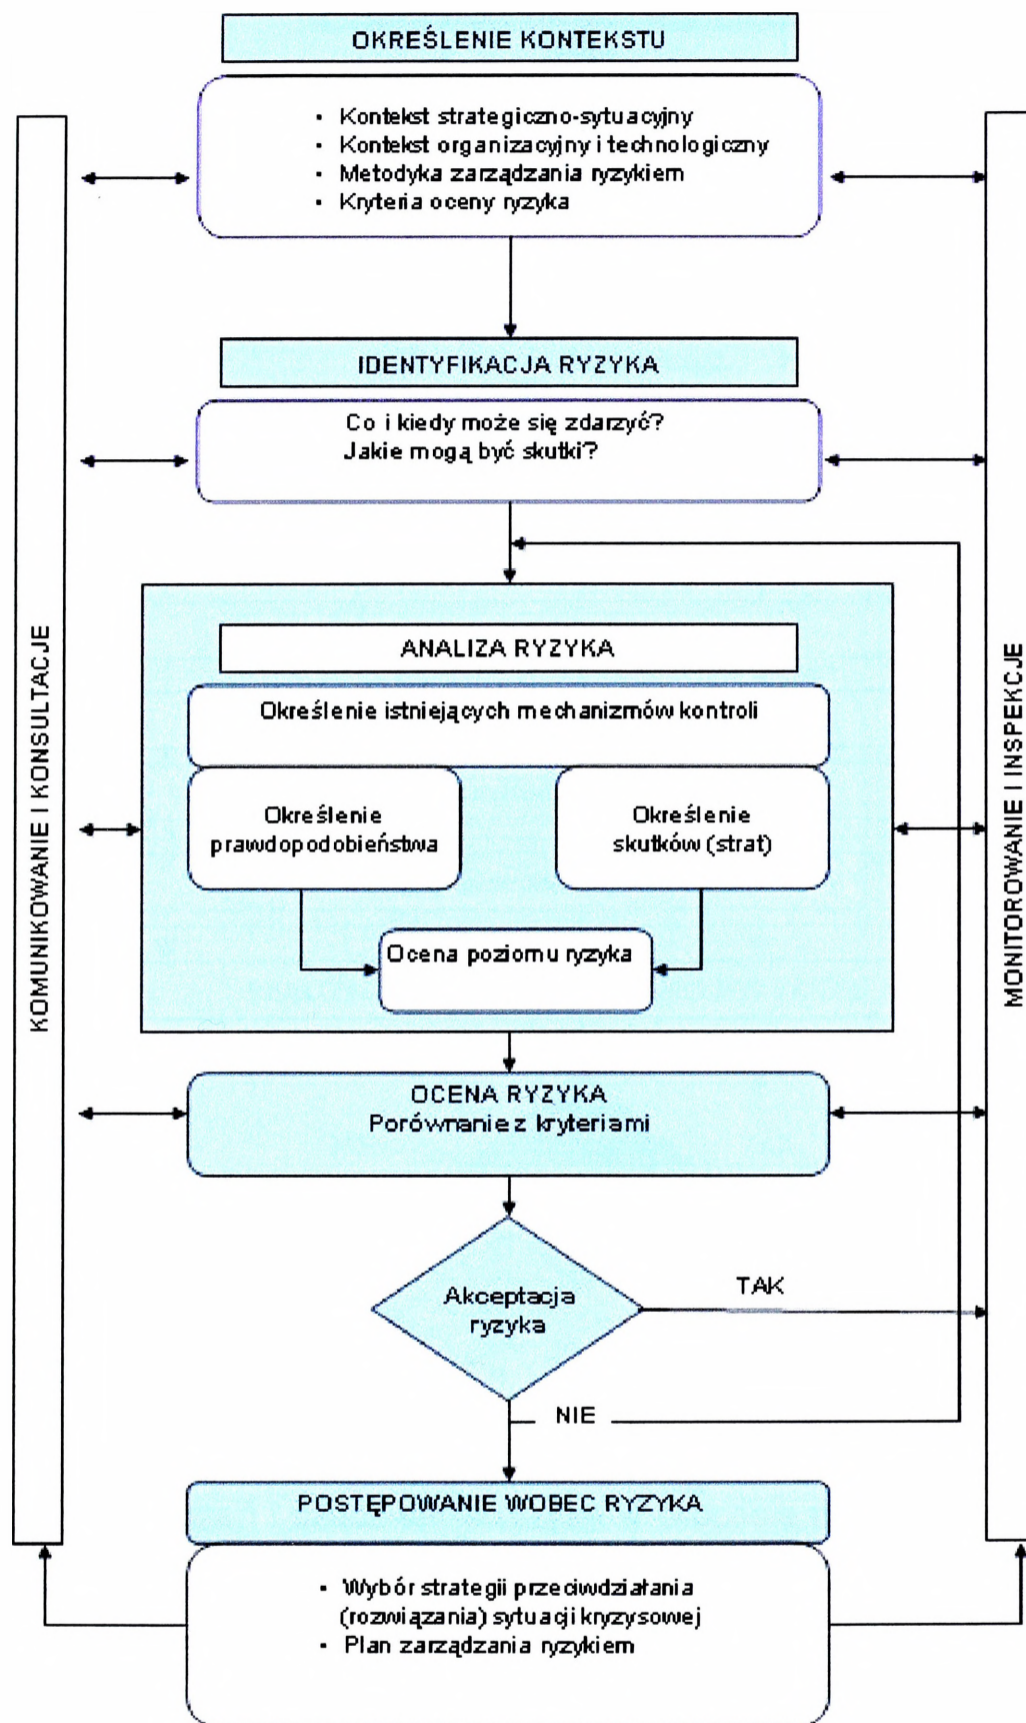 OKREŚLENIE KONTEKSTU
• Kontekst strategiczno-sytuacyjny
• Kontekst organizacyjny i technologiczny
• Metodyka zarządzania ryzykiem
• Kryteria oceny ryzyka
IDENTYFIKACJA RYZYKA
Co i kiedy może się zdarzyć?
Jakie mogą być skutki?
ANALIZA RYZYKA
Określenie istniejących mechanizmów kontroli
Określenie
prawdopodobieństwa
Określenie
skutków (strat)
Ocena poziomu ryzyka
OCENA RYZYKA
Porównanie z kryteriami
Akceptacja
ryzyka
TAK
NIE
POSTĘPOWANIE WOBEC RYZYKA
• Wybór strategii przeciwdziałania
(rozwiązania) sytuacji kryzysowej
• Plan zarządzania ryzykiem
KOMUNIKOWANIE I KONSULTACJE
MONITOROWANIE I INSPEKCJE